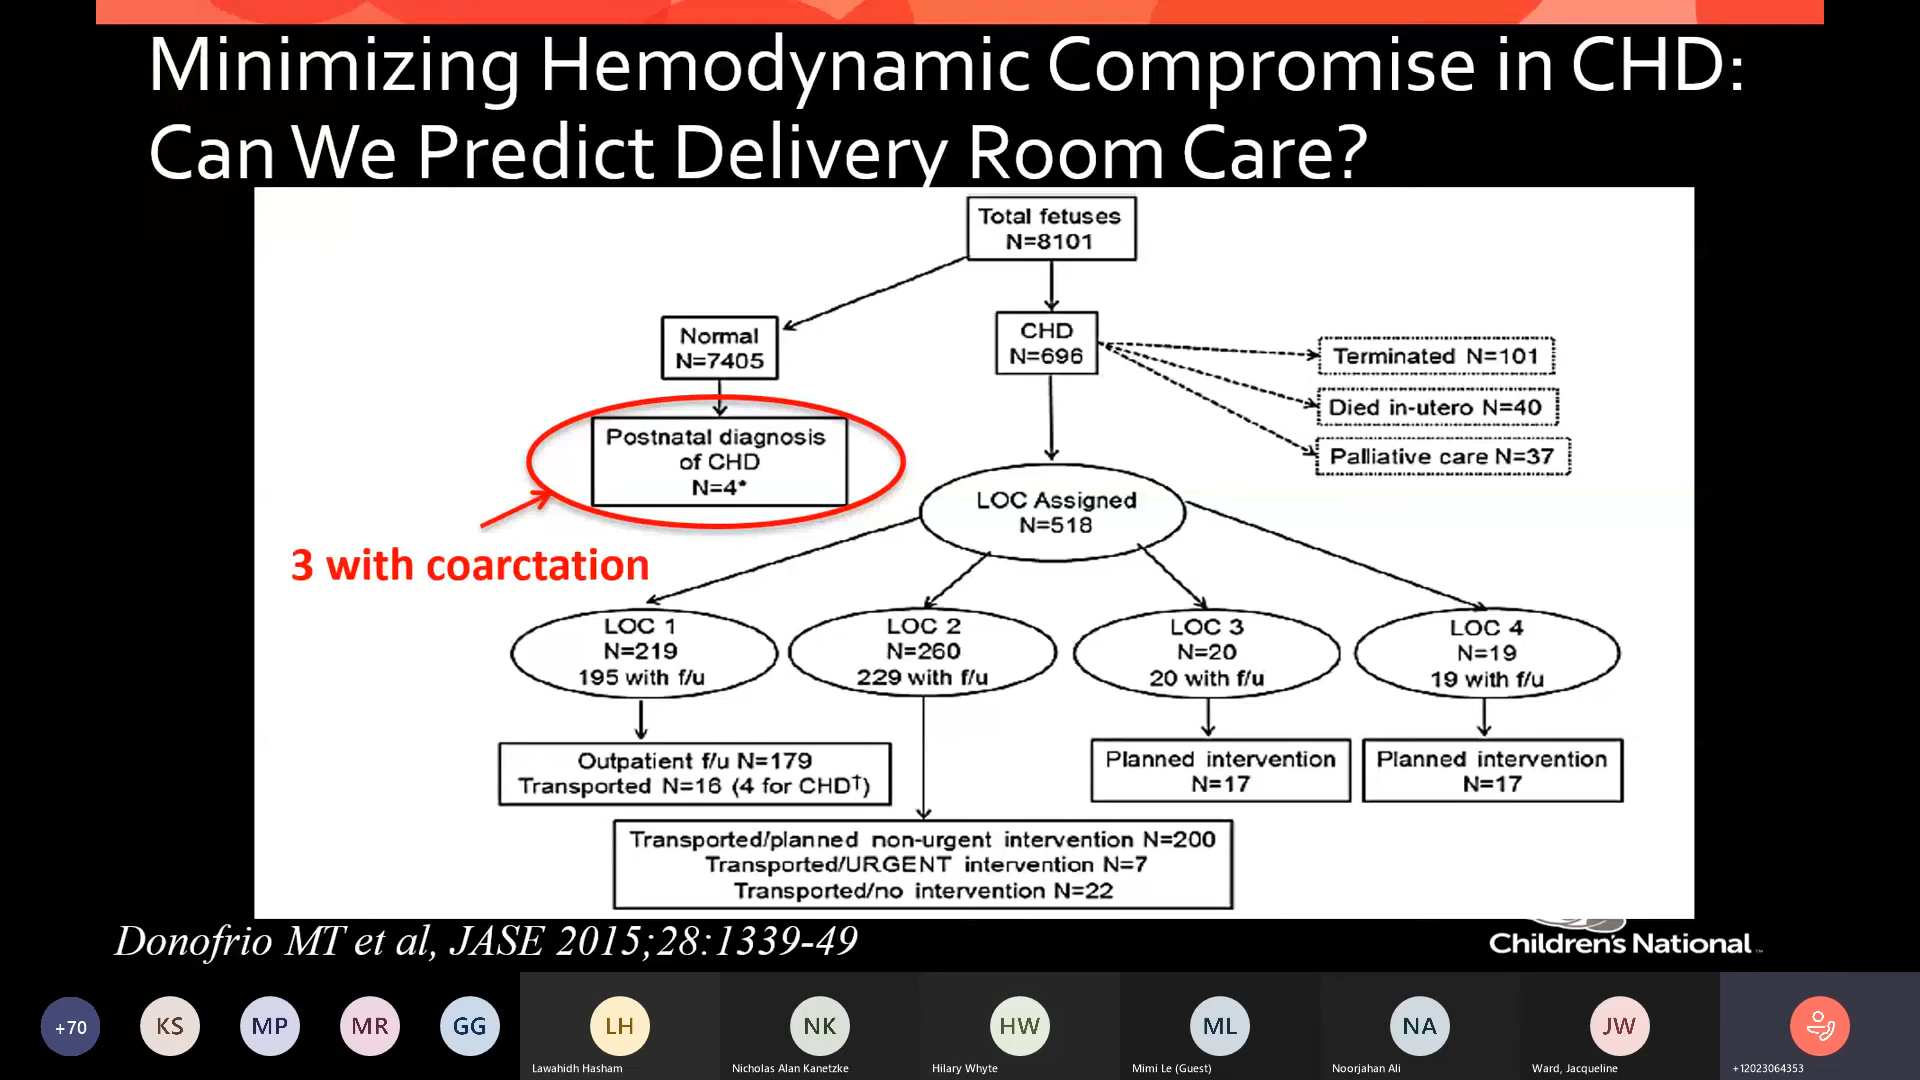 Minimizing Hemodynamic Compromise in CHD:
Can We Predict Delivery Room Care?
Total fetuses
N=8101
Normal
N=7405
CHD
N=696
Terminated N=101
Died in-utero N=40
Palliative care N=37
Postnatal diagnosis
of CHD
N=4*
3 with coarctation
LOC Assigned
N=518
LOC 1
N=219
195 with f/u
LOC 2
N=260
229 with f/u
LOC 3
N=20
20 with f/u
LOC 4
N=19
19 with f/u
Outpatient f/u N=179
Transported N=16 (4 for CHD†)
Planned intervention
N=17
Planned intervention
N=17
Transported/planned non-urgent intervention N=200
Transported/URGENT intervention N=7
Transported/no intervention N=22
Donofrio MT et al, JASE 2015;28:1339-49
Children's National™
+70
KS
MP
MR
GG
LH
NK
HW
ML
NA
JW
Lawahidh Hasham
Nicholas Alan Kanetzke
Hilary Whyte
Mimi Le (Guest)
Noorjahan Ali
Ward, Jacqueline
+12023064353